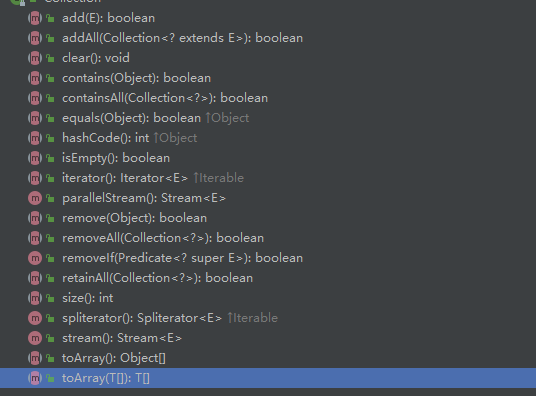 Collection
add(E): boolean
addAll(Collection<? extends E>): boolean
clear(): void
contains(Object): boolean
containsAll(Collection<?>): boolean
equals(Object): boolean ↑Object
hashCode(): int ↑Object
isEmpty(): boolean
iterator(): Iterator<E> ↑Iterable
parallelStream(): Stream<E>
remove(Object): boolean
removeAll(Collection<?>): boolean
removeIf(Predicate<? super E>): boolean
retainAll(Collection<?>): boolean
size(): int
spliterator(): Spliterator<E> ↑Iterable
stream(): Stream<E>
toArray(): Object[]
toArray(T[]): T[]